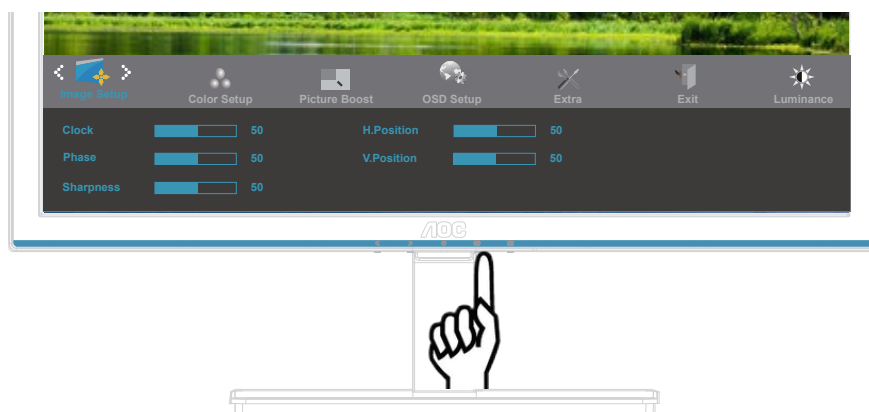 Image Setup Color Setup Picture Boost OSD Setup Extra Exit Luminance
Clock 50 H.Position 50
Phase 50 V.Position 50
Sharpness 50
AOC